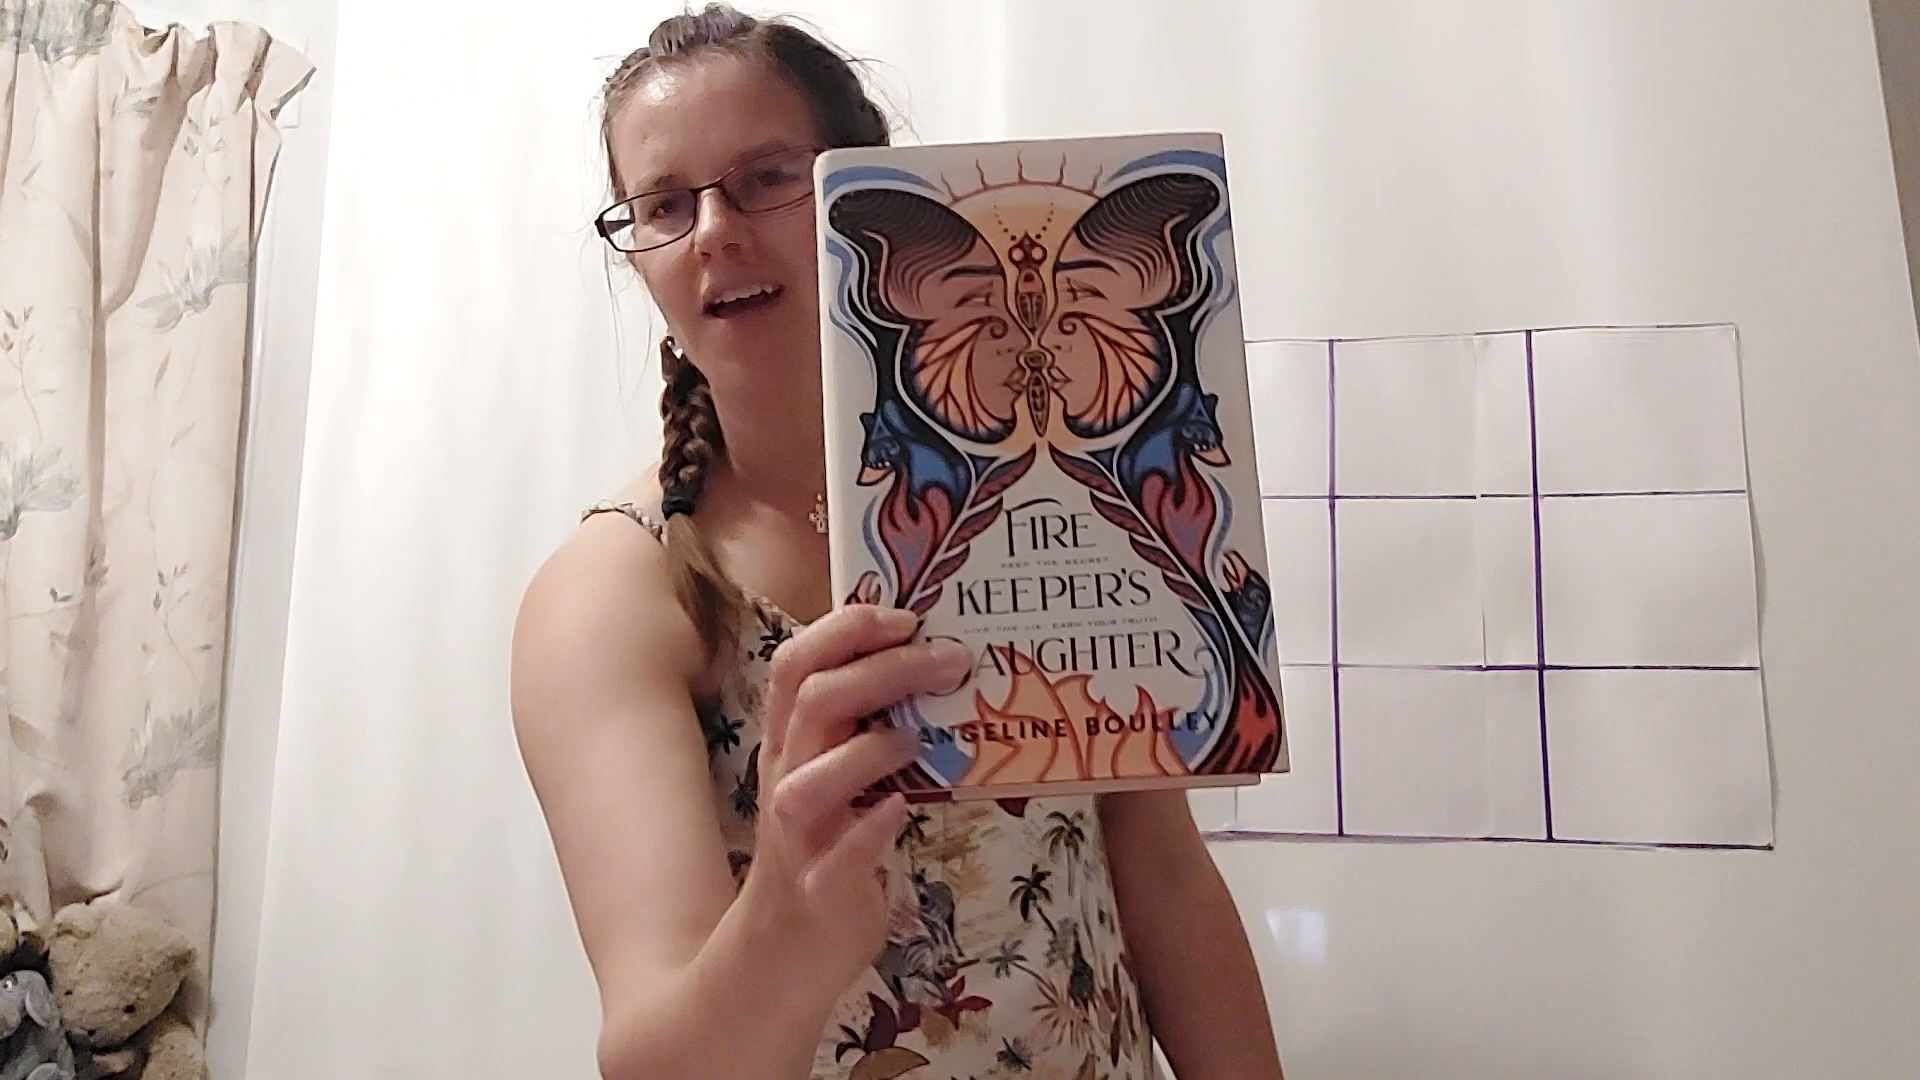 FIRE
KEEP THE SECRET
KEEPER'S
LIVE THE LIE. EARN YOUR TRUTH.
DAUGHTER
ANGELINE BOULLEY